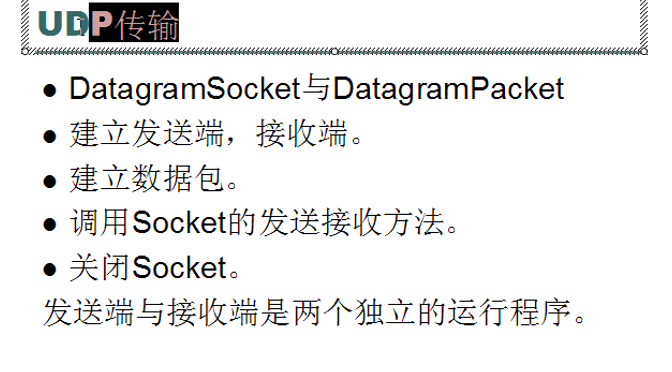 UDP传输
● DatagramSocket与DatagramPacket
● 建立发送端，接收端。
● 建立数据包。
● 调用Socket的发送接收方法。
● 关闭Socket。
发送端与接收端是两个独立的运行程序。